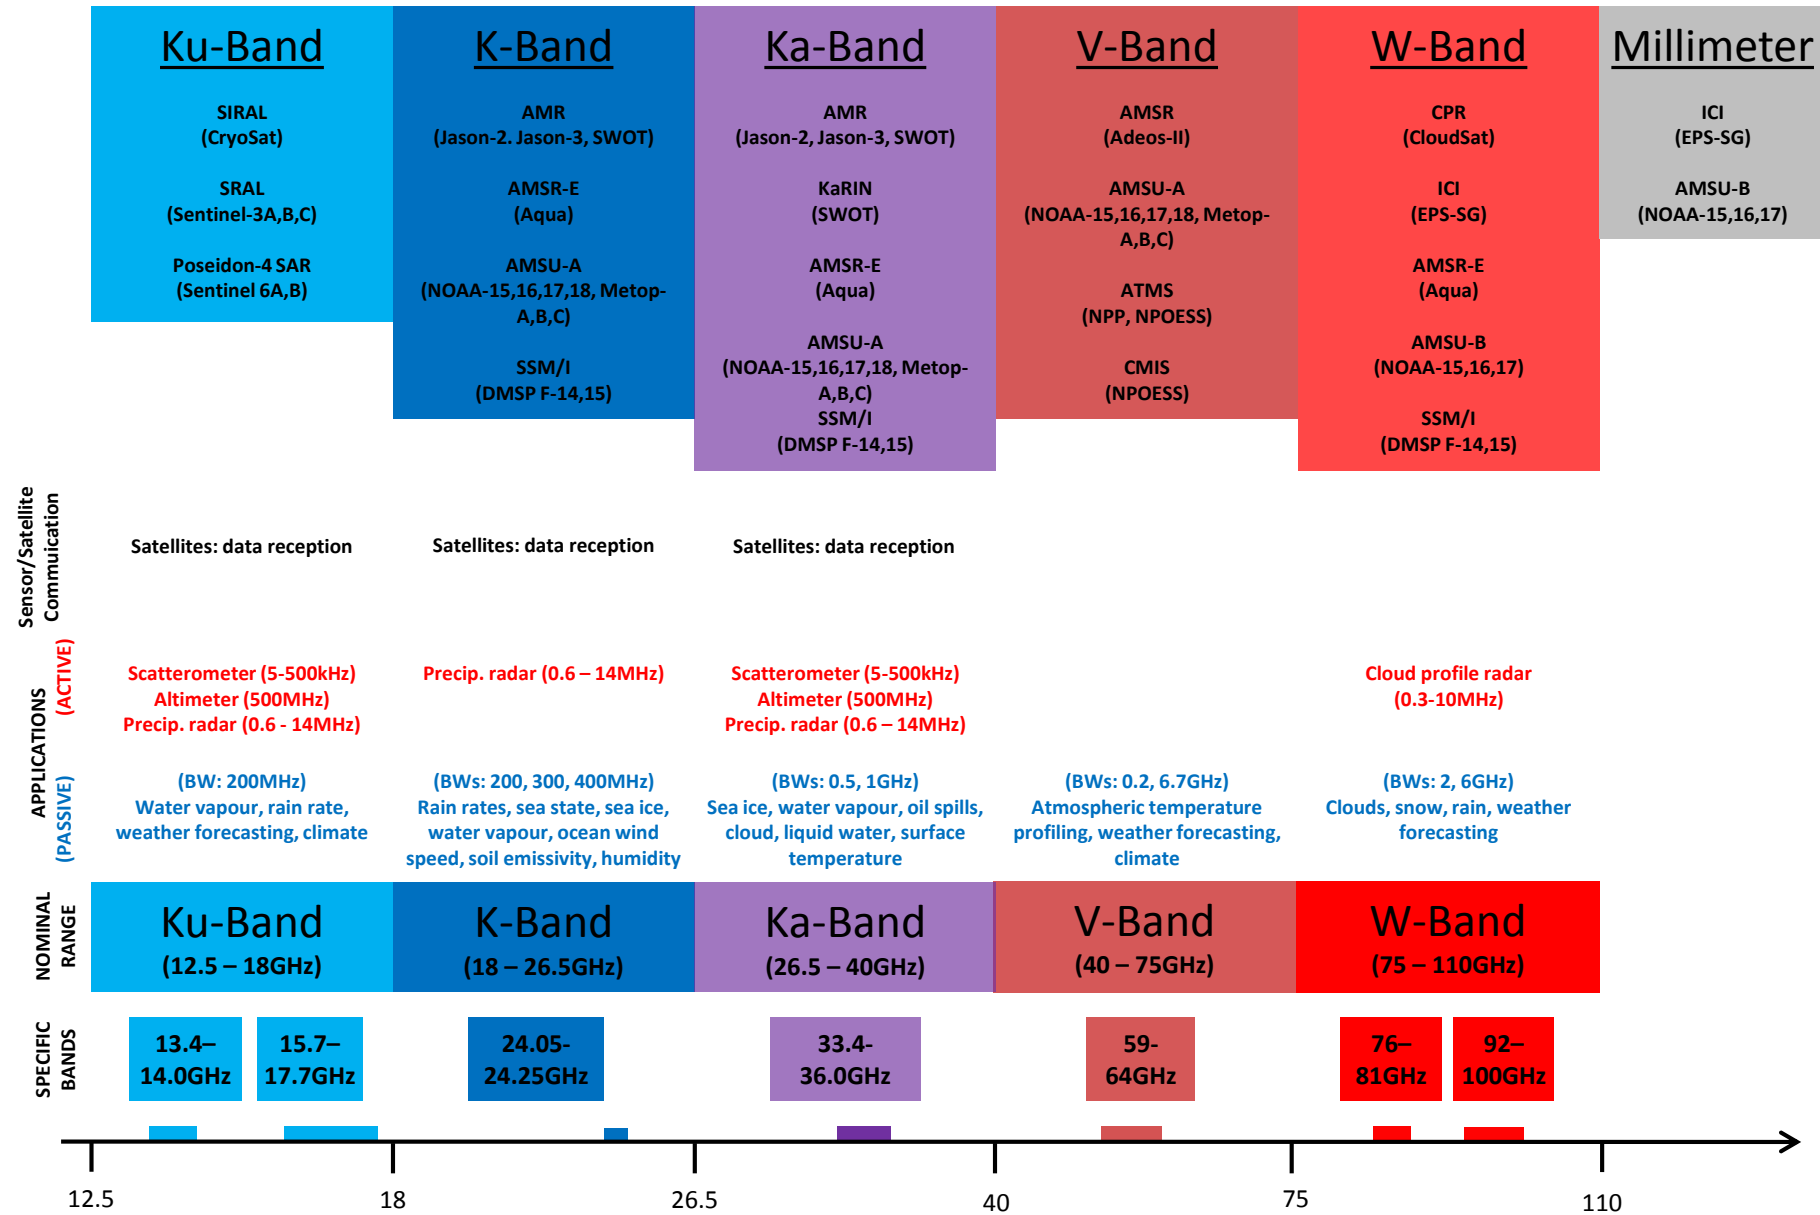 Ku-Band
SIRAL
(CryoSat)
SRAL
(Sentinel-3A,B,C)
Poseidon-4 SAR
(Sentinel 6A,B)
K-Band
AMR
(Jason-2. Jason-3, SWOT)
AMSR-E
(Aqua)
AMSU-A
(NOAA-15,16,17,18, Metop-
A,B,C)
SSM/I
(DMSP F-14,15)
Ka-Band
AMR
(Jason-2, Jason-3, SWOT)
KaRIN
(SWOT)
AMSR-E
(Aqua)
AMSU-A
(NOAA-15,16,17,18, Metop-
A,B,C)
SSM/I
(DMSP F-14,15)
V-Band
AMSR
(Adeos-II)
AMSU-A
(NOAA-15,16,17,18, Metop-
A,B,C)
ATMS
(NPP, NPOESS)
CMIS
(NPOESS)
W-Band
CPR
(CloudSat)
ICI
(EPS-SG)
AMSR-E
(Aqua)
AMSU-B
(NOAA-15,16,17)
SSM/I
(DMSP F-14,15)
Millimeter
ICI
(EPS-SG)
AMSU-B
(NOAA-15,16,17)
Sensor/Satellite
Commuication
Satellites: data reception
Satellites: data reception
Satellites: data reception
APPLICATIONS
(ACTIVE)
Scatterometer (5-500kHz)
Altimeter (500MHz)
Precip. radar (0.6 - 14MHz)
Precip. radar (0.6 – 14MHz)
Scatterometer (5-500kHz)
Altimeter (500MHz)
Precip. radar (0.6 – 14MHz)
Cloud profile radar
(0.3-10MHz)
(PASSIVE)
(BW: 200MHz)
Water vapour, rain rate,
weather forecasting, climate
(BWs: 200, 300, 400MHz)
Rain rates, sea state, sea ice,
water vapour, ocean wind
speed, soil emissivity, humidity
(BWs: 0.5, 1GHz)
Sea ice, water vapour, oil spills,
cloud, liquid water, surface
temperature
(BWs: 0.2, 6.7GHz)
Atmospheric temperature
profiling, weather forecasting,
climate
(BWs: 2, 6GHz)
Clouds, snow, rain, weather
forecasting
NOMINAL
RANGE
Ku-Band
(12.5 – 18GHz)
K-Band
(18 – 26.5GHz)
Ka-Band
(26.5 – 40GHz)
V-Band
(40 – 75GHz)
W-Band
(75 – 110GHz)
SPECIFIC
BANDS
13.4–
14.0GHz
15.7–
17.7GHz
24.05-
24.25GHz
33.4-
36.0GHz
59-
64GHz
76–
81GHz
92–
100GHz
12.5
18
26.5
40
75
110